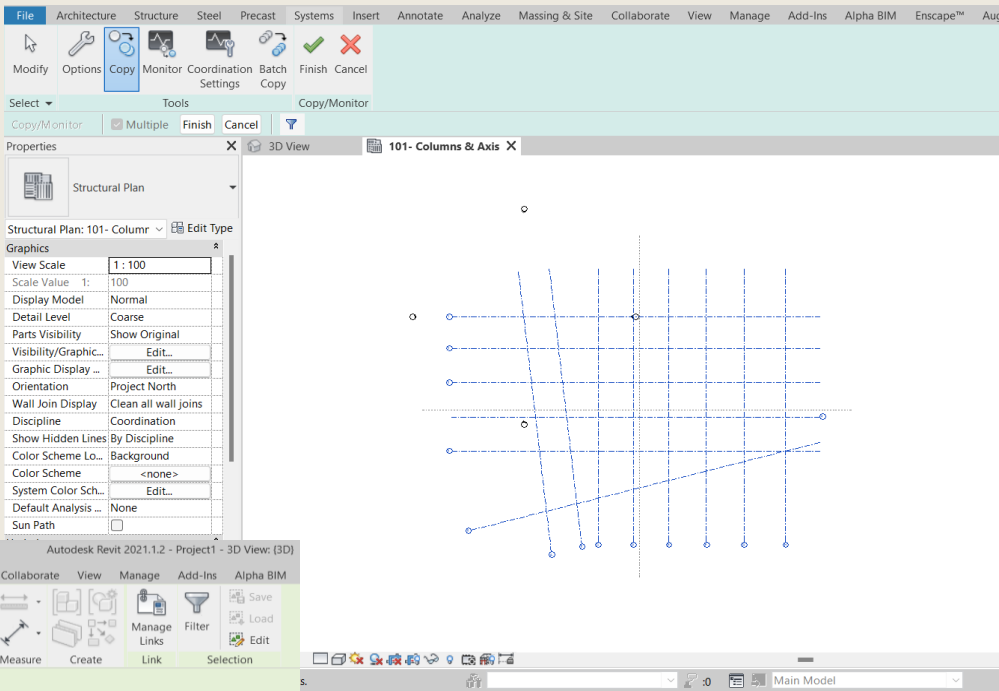 File Architecture Structure Steel Precast Systems Insert Annotate Analyze Massing & Site Collaborate View Manage Add-Ins Alpha BIM Enscape™
Modify Options Copy Monitor Coordination Settings Batch Copy Finish Cancel
Select Tools Copy/Monitor
Copy/Monitor Multiple Finish Cancel
Properties
3D View 101- Columns & Axis
Structural Plan
Structural Plan: 101- Columr Edit Type
Graphics
View Scale 1 : 100
Scale Value 1: 100
Display Model Normal
Detail Level Coarse
Parts Visibility Show Original
Visibility/Graphic... Edit...
Graphic Display ... Edit...
Orientation Project North
Wall Join Display Clean all wall joins
Discipline Coordination
Show Hidden Lines By Discipline
Color Scheme Lo... Background
Color Scheme <none>
System Color Sch... Edit...
Default Analysis ... None
Sun Path
Autodesk Revit 2021.1.2 - Project1 - 3D View: {3D}
Collaborate View Manage Add-Ins Alpha BIM
Manage Links Filter Save
Load
Edit
Measure Create Link Selection
s. :0 Main Model